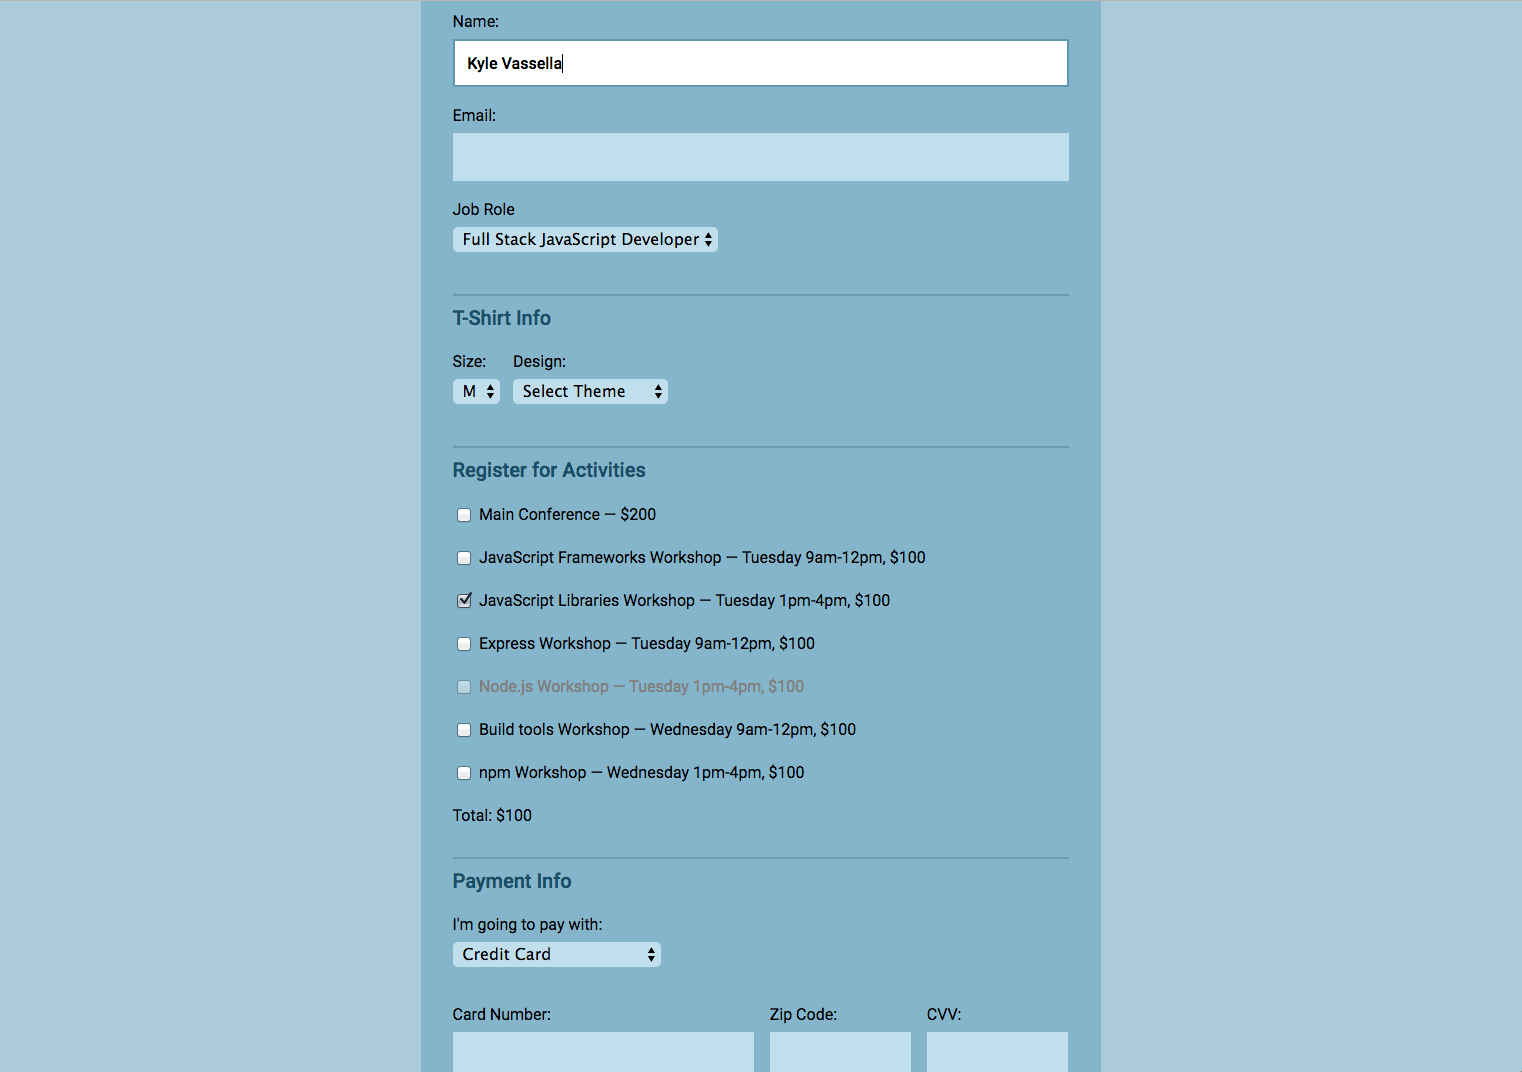 Name:
Kyle Vassella
Email:
Job Role
Full Stack JavaScript Developer
T-Shirt Info
Size: Design:
M Select Theme
Register for Activities
Main Conference — $200
JavaScript Frameworks Workshop — Tuesday 9am-12pm, $100
JavaScript Libraries Workshop — Tuesday 1pm-4pm, $100
Express Workshop — Tuesday 9am-12pm, $100
Node.js Workshop — Tuesday 1pm-4pm, $100
Build tools Workshop — Wednesday 9am-12pm, $100
npm Workshop — Wednesday 1pm-4pm, $100
Total: $100
Payment Info
I'm going to pay with:
Credit Card
Card Number: Zip Code: CVV: